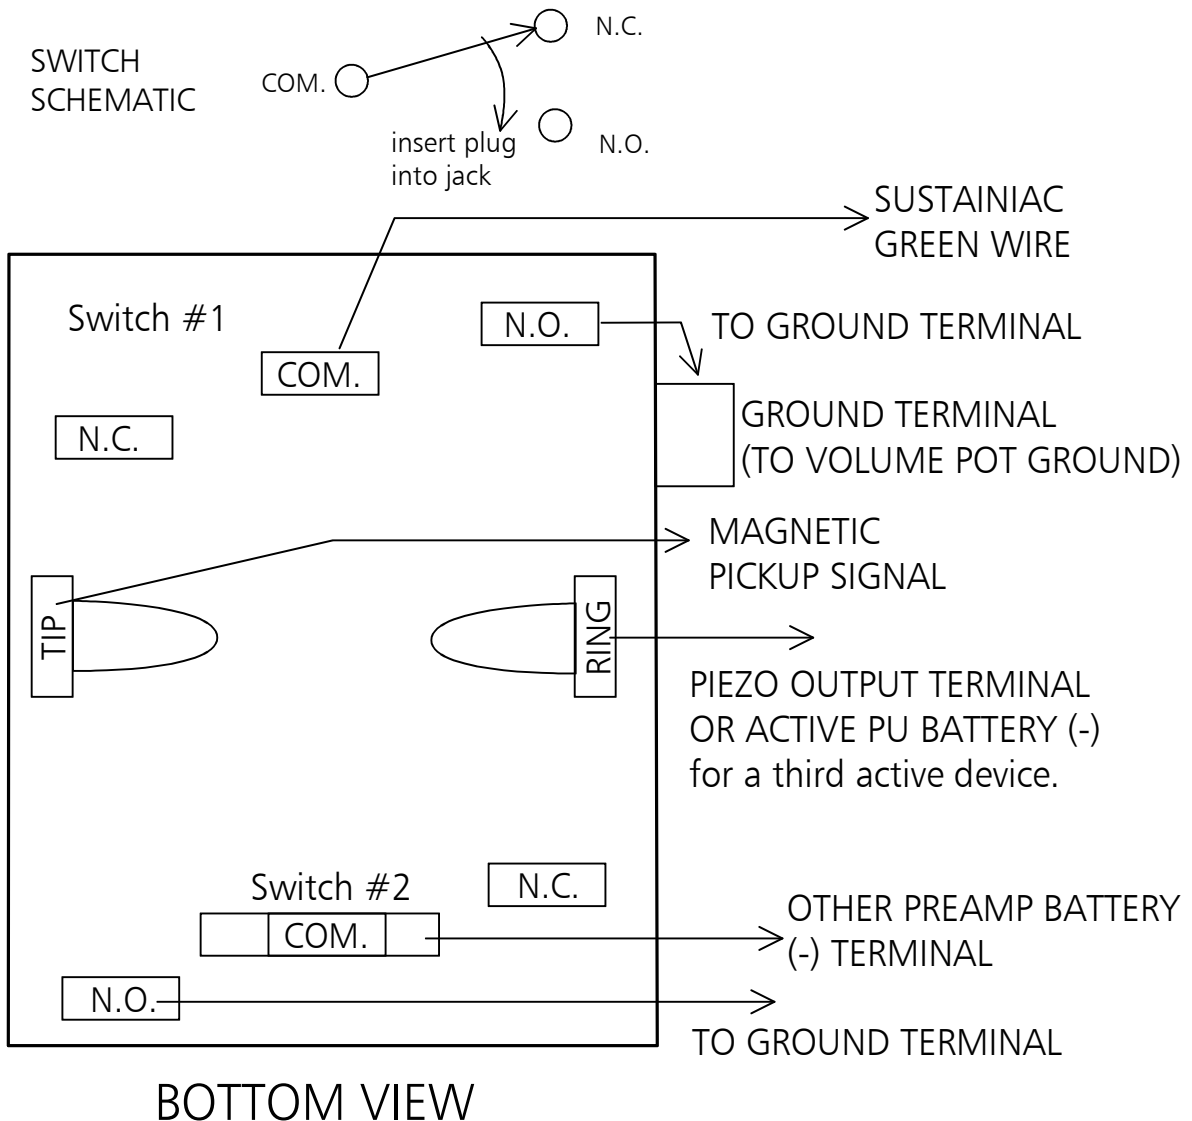 SWITCH
SCHEMATIC
COM.
N.C.
N.O.
insert plug
into jack
SUSTAINIAC
GREEN WIRE
Switch #1
N.O.
TO GROUND TERMINAL
COM.
N.C.
GROUND TERMINAL
(TO VOLUME POT GROUND)
MAGNETIC
PICKUP SIGNAL
TIP
RING
PIEZO OUTPUT TERMINAL
OR ACTIVE PU BATTERY (-)
for a third active device.
Switch #2
N.C.
COM.
OTHER PREAMP BATTERY
(-) TERMINAL
N.O.
TO GROUND TERMINAL
BOTTOM VIEW